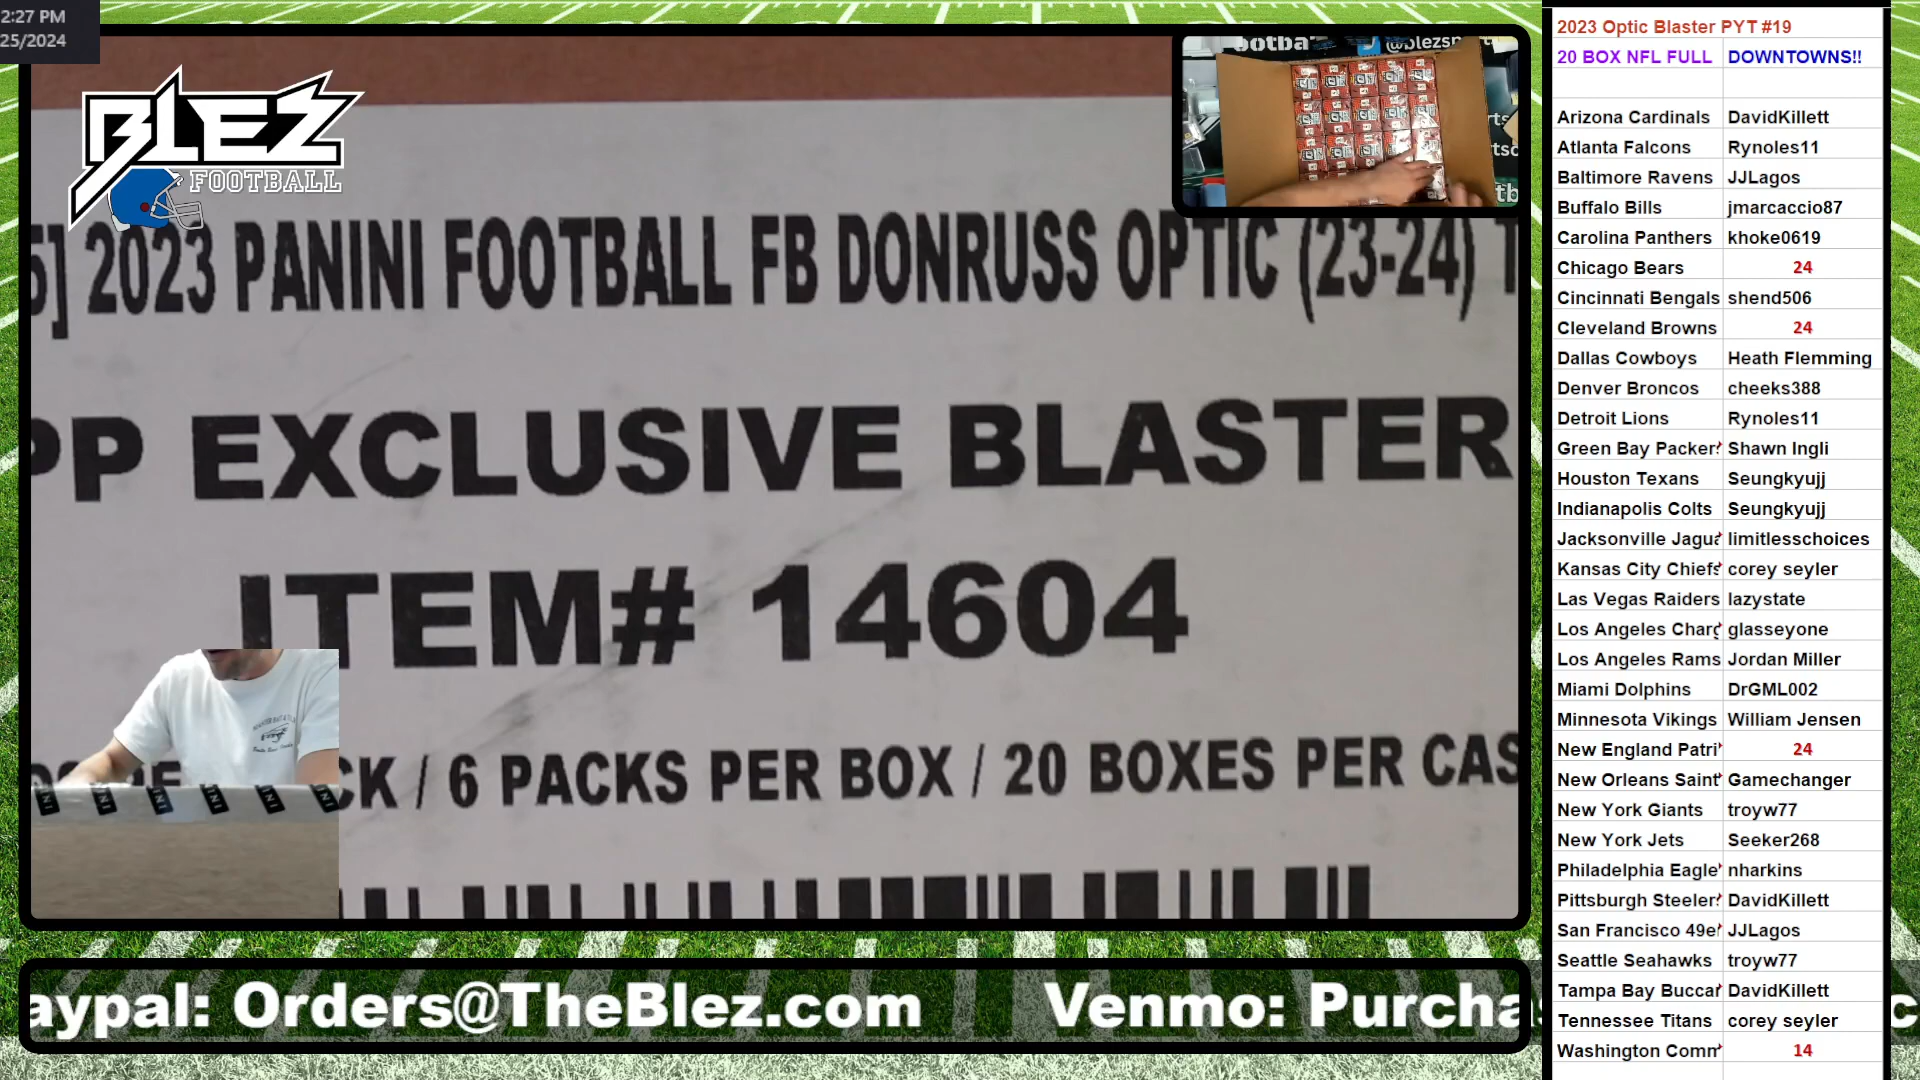 2:27 PM
25/2024
BLEZ
FOOTBALL
5] 2023 PANINI FOOTBALL FB DONRUSS OPTIC (23-24) T
PP EXCLUSIVE BLASTER
ITEM# 14604
CK / 6 PACKS PER BOX / 20 BOXES PER CAS
aypal: Orders@TheBlez.com Venmo: Purcha
2023 Optic Blaster PYT #19
20 BOX NFL FULL DOWNTOWNS!!
Arizona Cardinals DavidKillett
Atlanta Falcons Rynoles11
Baltimore Ravens JJLagos
Buffalo Bills jmarcaccio87
Carolina Panthers khoke0619
Chicago Bears 24
Cincinnati Bengals shend506
Cleveland Browns 24
Dallas Cowboys Heath Flemming
Denver Broncos cheeks388
Detroit Lions Rynoles11
Green Bay Packer Shawn Ingli
Houston Texans Seungkyujj
Indianapolis Colts Seungkyujj
Jacksonville Jagua limitlesschoices
Kansas City Chiefs corey seyler
Las Vegas Raiders lazystate
Los Angeles Charg glasseyone
Los Angeles Rams Jordan Miller
Miami Dolphins DrGML002
Minnesota Vikings William Jensen
New England Patri 24
New Orleans Saint Gamechanger
New York Giants troyw77
New York Jets Seeker268
Philadelphia Eagle nharkins
Pittsburgh Steeler DavidKillett
San Francisco 49e JJLagos
Seattle Seahawks troyw77
Tampa Bay Buccar DavidKillett
Tennessee Titans corey seyler
Washington Comm 14